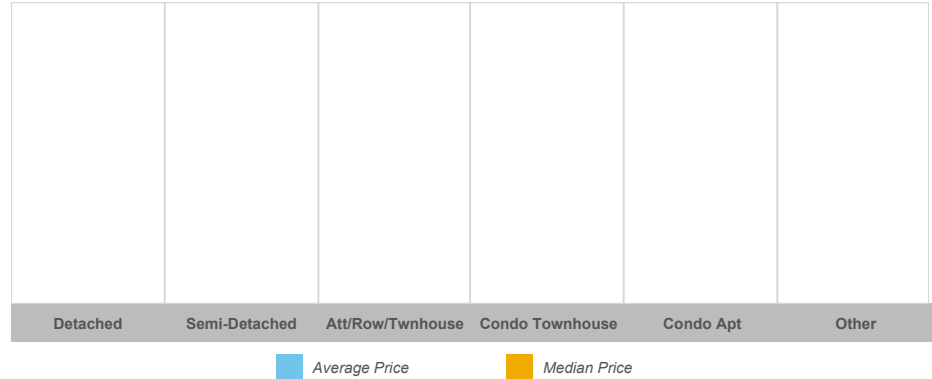 Detached Semi-Detached Att/Row/Twnhouse Condo Townhouse Condo Apt Other
Average Price Median Price